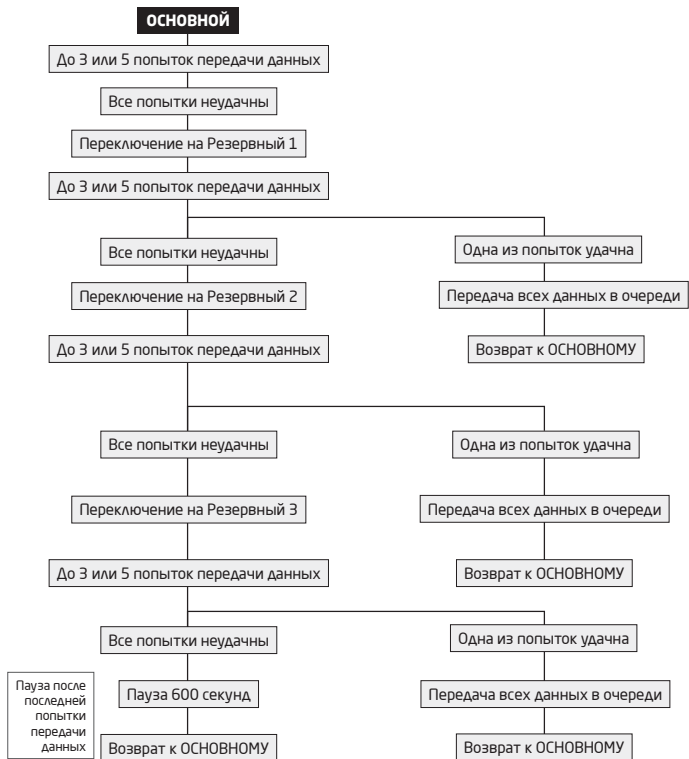 ОСНОВНОЙ
До 3 или 5 попыток передачи данных
Все попытки неудачны
Переключение на Резервный 1
До 3 или 5 попыток передачи данных
Все попытки неудачны
Одна из попыток удачна
Переключение на Резервный 2
Передача всех данных в очереди
До 3 или 5 попыток передачи данных
Возврат к ОСНОВНОМУ
Все попытки неудачны
Одна из попыток удачна
Переключение на Резервный 3
Передача всех данных в очереди
До 3 или 5 попыток передачи данных
Возврат к ОСНОВНОМУ
Все попытки неудачны
Одна из попыток удачна
Пауза после
последней
попытки
передачи
данных
Пауза 600 секунд
Передача всех данных в очереди
Возврат к ОСНОВНОМУ
Возврат к ОСНОВНОМУ